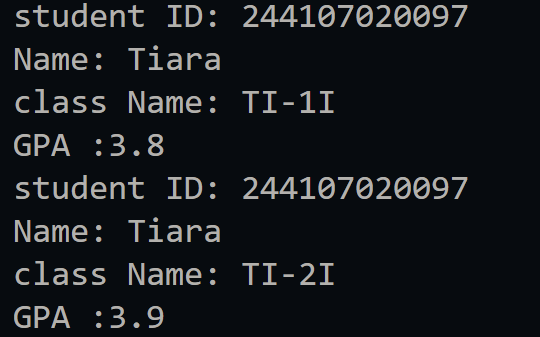 student ID: 244107020097
Name: Tiara
class Name: TI-1I
GPA :3.8
student ID: 244107020097
Name: Tiara
class Name: TI-2I
GPA :3.9